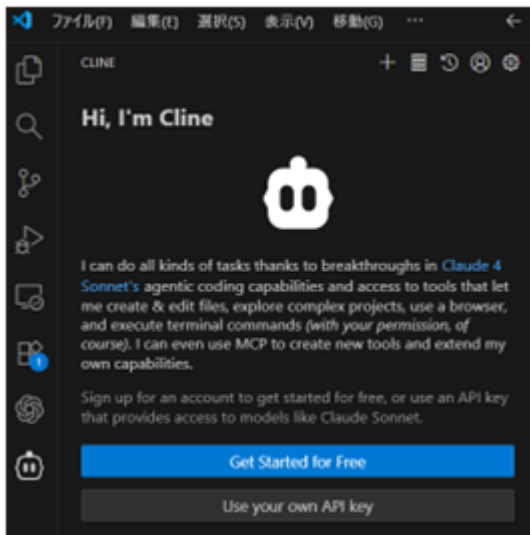 ファイル(F) 編集(E) 選択(S) 表示(V) 移動(G) ···
CLINE
Hi, I'm Cline
I can do all kinds of tasks thanks to breakthroughs in Claude 4
Sonnet's agentic coding capabilities and access to tools that let
me create & edit files, explore complex projects, use a browser,
and execute terminal commands (with your permission, of
course). I can even use MCP to create new tools and extend my
own capabilities.
Sign up for an account to get started for free, or use an API key
that provides access to models like Claude Sonnet.
Get Started for Free
Use your own API key
1